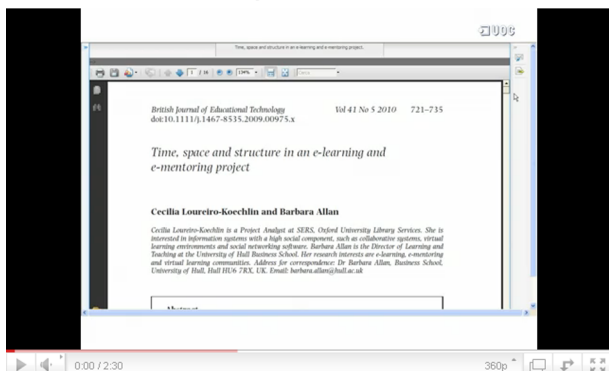 UOC
Time, space and structure in an e-learning and e-mentoring project.
1 / 16 139%
British Journal of Educational Technology Vol 41 No 5 2010 721–735
doi:10.1111/j.1467-8535.2009.00975.x
Time, space and structure in an e-learning and
e-mentoring project
Cecilia Loureiro-Koechlin and Barbara Allan
Cecilia Loureiro-Koechlin is a Project Analyst at SERS, Oxford University Library Services. She is
interested in information systems with a high social component, such as collaborative systems, virtual
learning environments and social networking software. Barbara Allan is the Director of Learning and
Teaching at the University of Hull Business School. Her research interests are e-learning, e-mentoring
and virtual learning communities. Address for correspondence: Dr Barbara Allan, Business School,
University of Hull, Hull HU6 7RX, UK. Email: barbara.allan@hull.ac.uk
0:00 / 2:30 360p